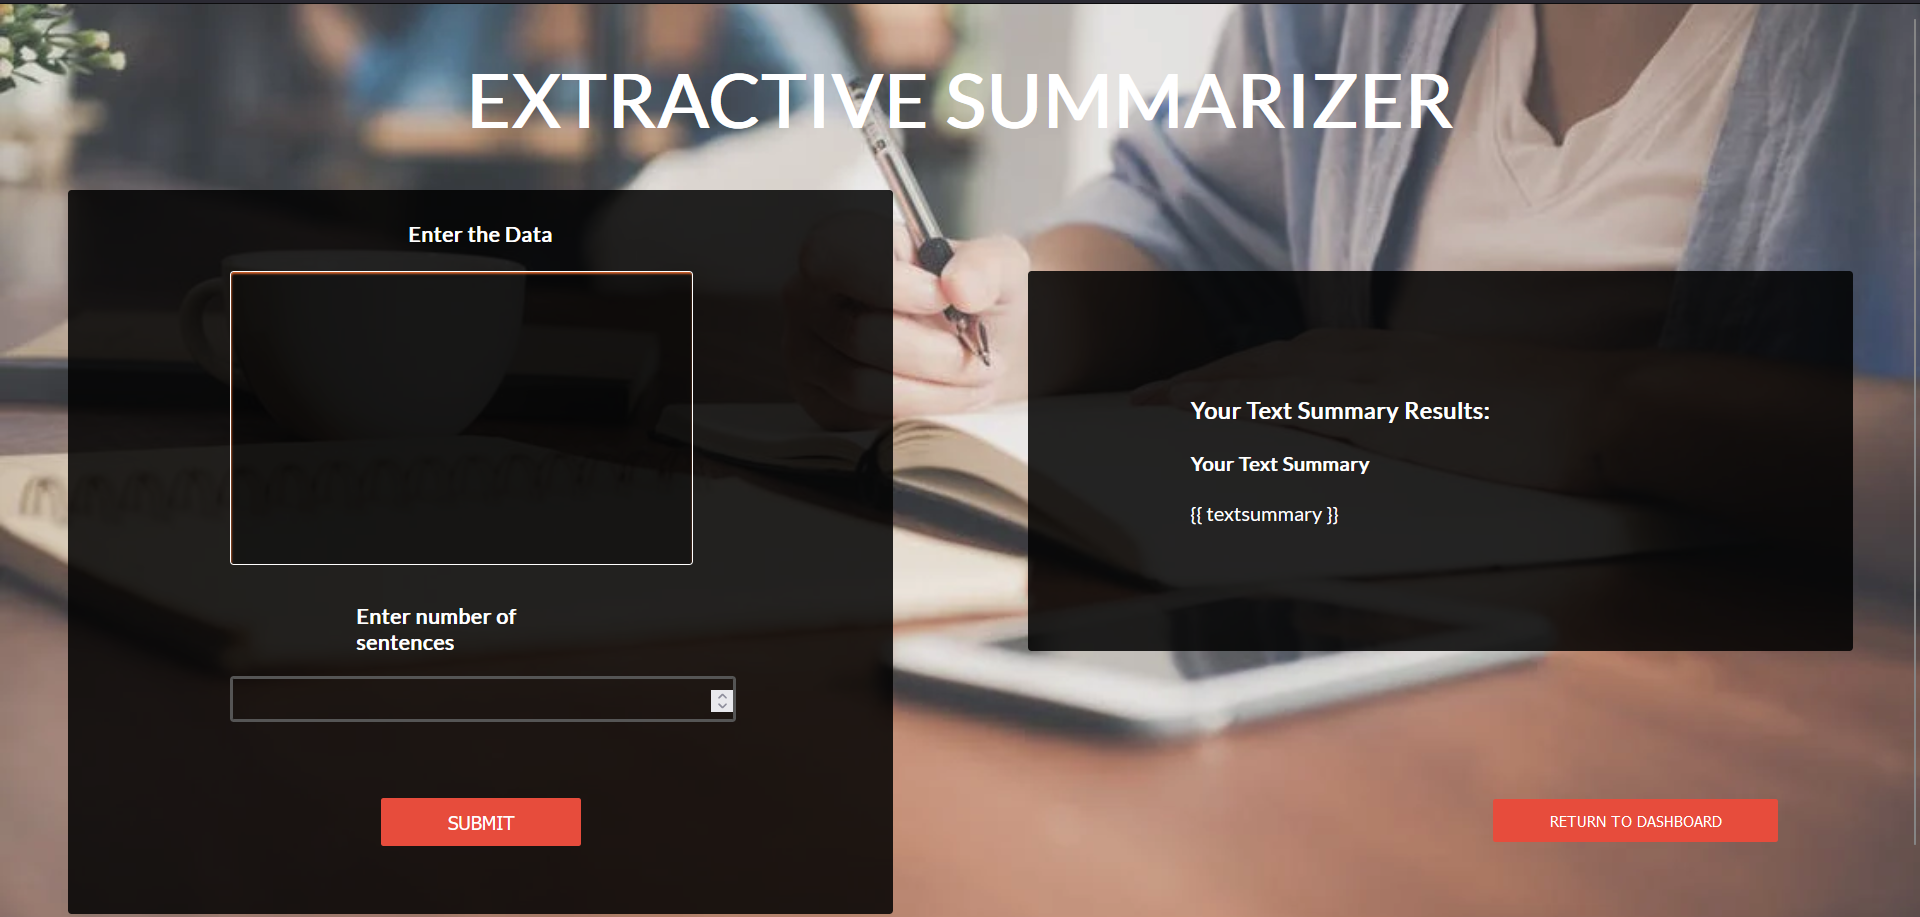 EXTRACTIVE SUMMARIZER
Enter the Data
Enter number of
sentences
SUBMIT
Your Text Summary Results:
Your Text Summary
{{ textsummary }}
RETURN TO DASHBOARD